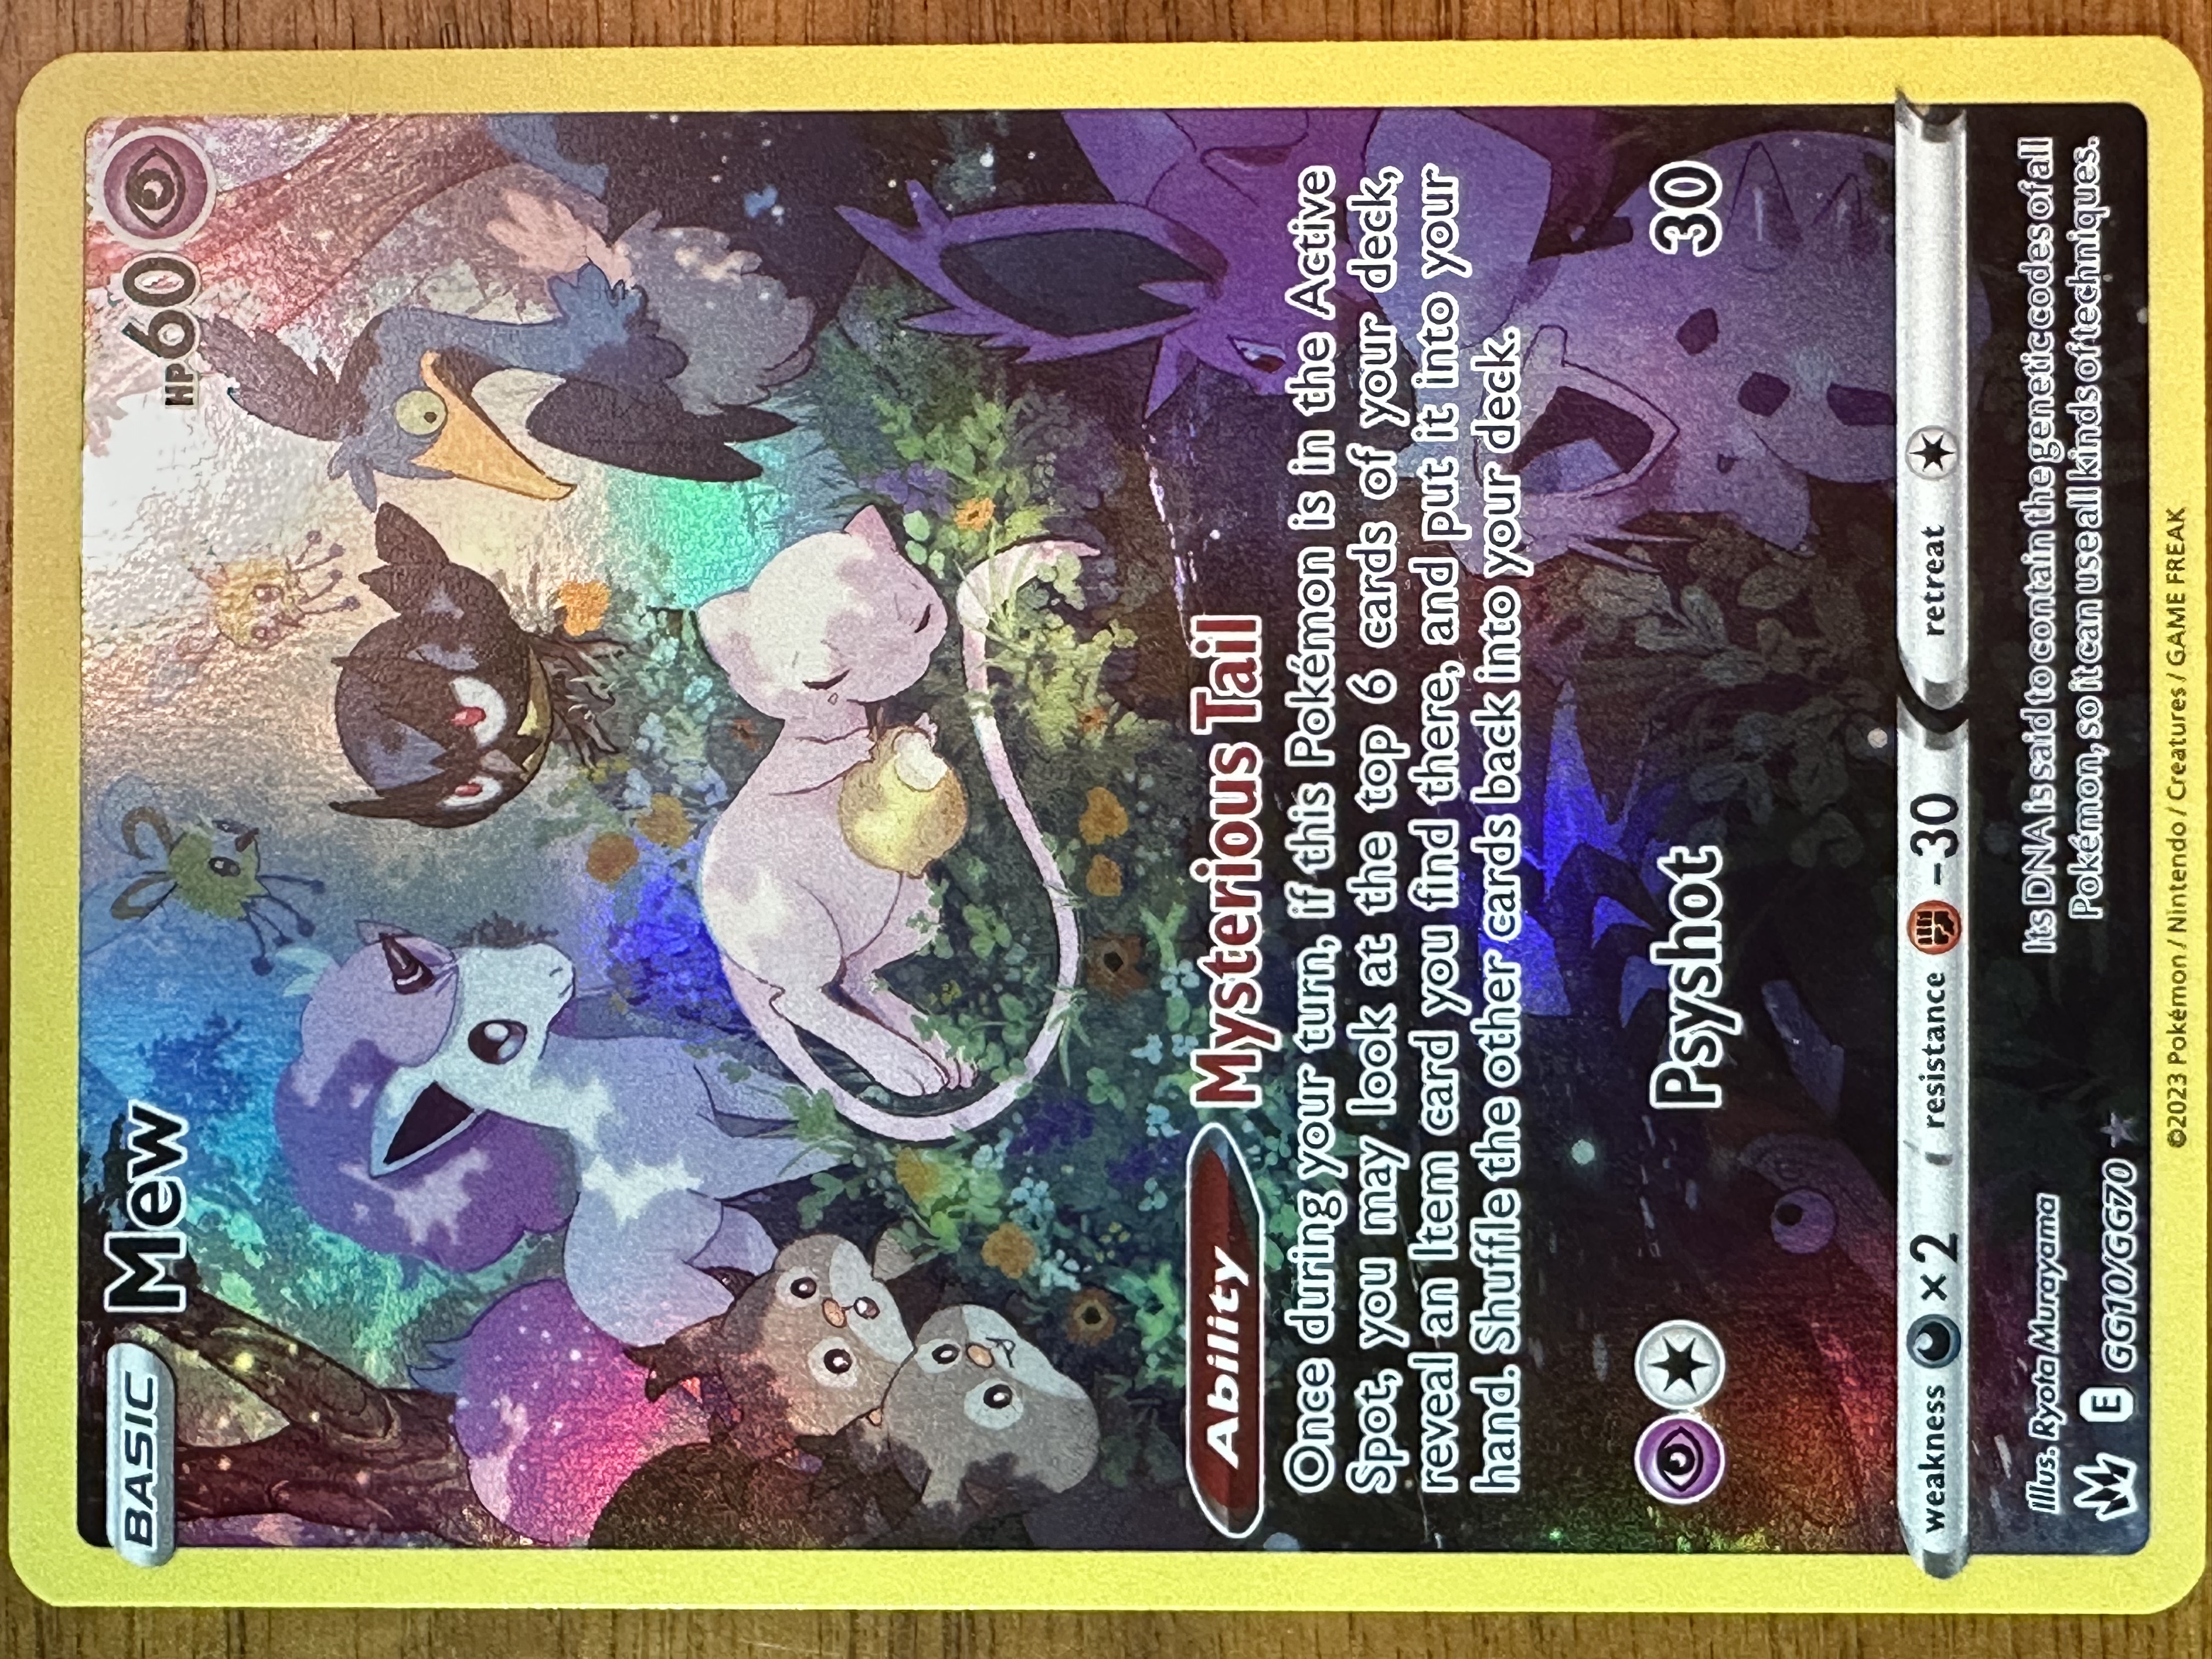 BASIC Mew HP 60
Ability Mysterious Tail
Once during your turn, if this Pokémon is in the Active
Spot, you may look at the top 6 cards of your deck,
reveal an Item card you find there, and put it into your
hand. Shuffle the other cards back into your deck.
Psyshot 30
weakness ×2 resistance -30 retreat
Illus. Ryota Murayama
Its DNA is said to contain the genetic codes of all
Pokémon, so it can use all kinds of techniques.
E GG10/GG70
©2023 Pokémon / Nintendo / Creatures / GAME FREAK